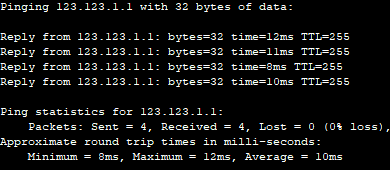 Pinging 123.123.1.1 with 32 bytes of data:
Reply from 123.123.1.1: bytes=32 time=12ms TTL=255
Reply from 123.123.1.1: bytes=32 time=11ms TTL=255
Reply from 123.123.1.1: bytes=32 time=8ms TTL=255
Reply from 123.123.1.1: bytes=32 time=10ms TTL=255
Ping statistics for 123.123.1.1:
Packets: Sent = 4, Received = 4, Lost = 0 (0% loss),
Approximate round trip times in milli-seconds:
Minimum = 8ms, Maximum = 12ms, Average = 10ms